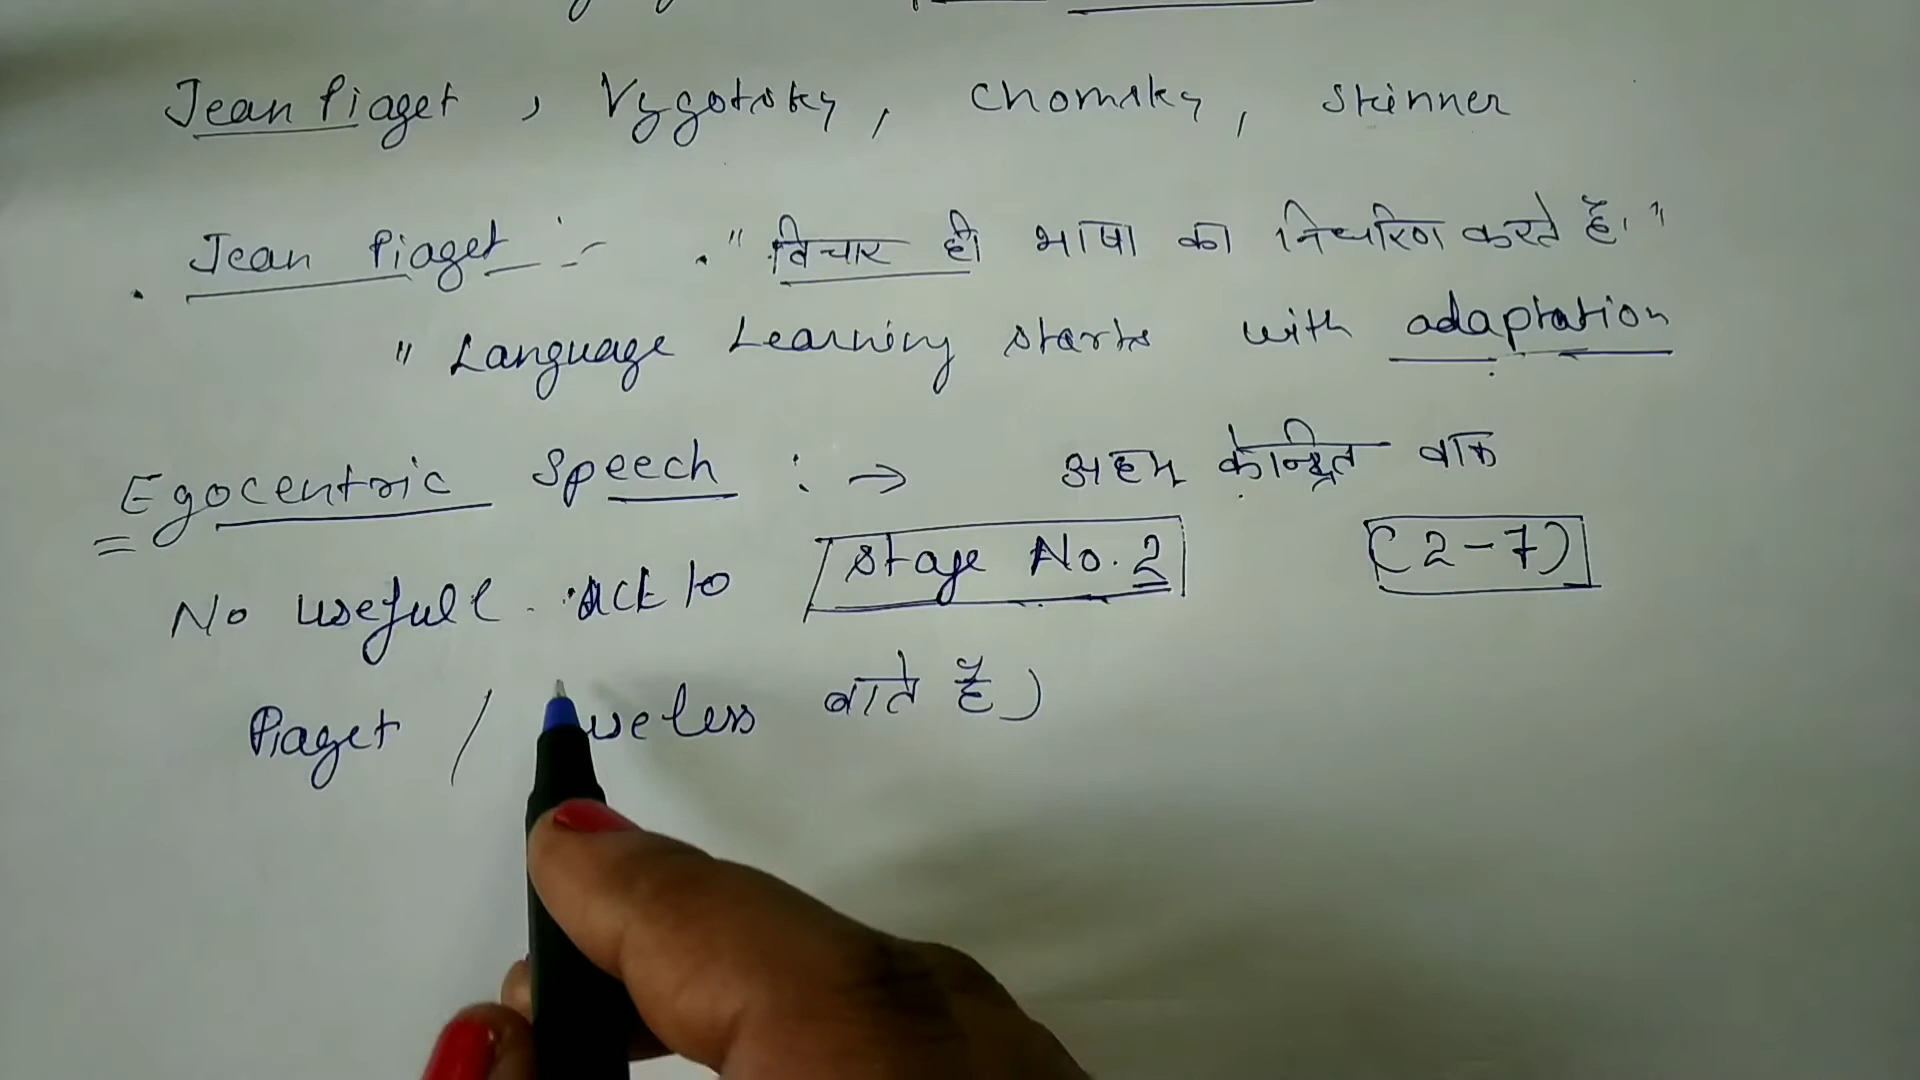 Jean Piaget , Vygotsky , Chomsky , Skinner
. Jean Piaget :- . " विचार ही भाषा का निर्धारण करते हैं। "
" Language Learning starts with adaptation
Egocentric Speech : → अहम केन्द्रित वाक
No usefull ack to Stage No. 2 (2-7)
Piaget / useless बाते है)